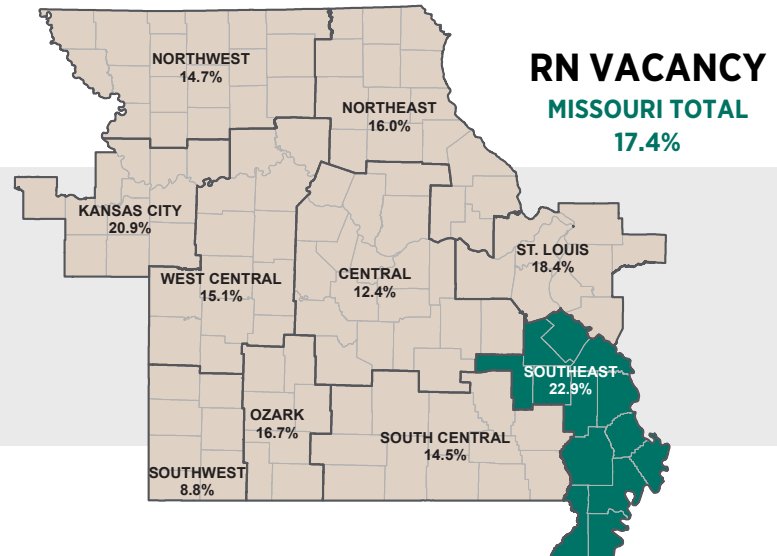 RN VACANCY
MISSOURI TOTAL
17.4%
NORTHWEST
14.7%
NORTHEAST
16.0%
KANSAS CITY
20.9%
ST. LOUIS
18.4%
WEST CENTRAL
15.1%
CENTRAL
12.4%
SOUTHEAST
22.9%
OZARK
16.7%
SOUTH CENTRAL
14.5%
SOUTHWEST
8.8%